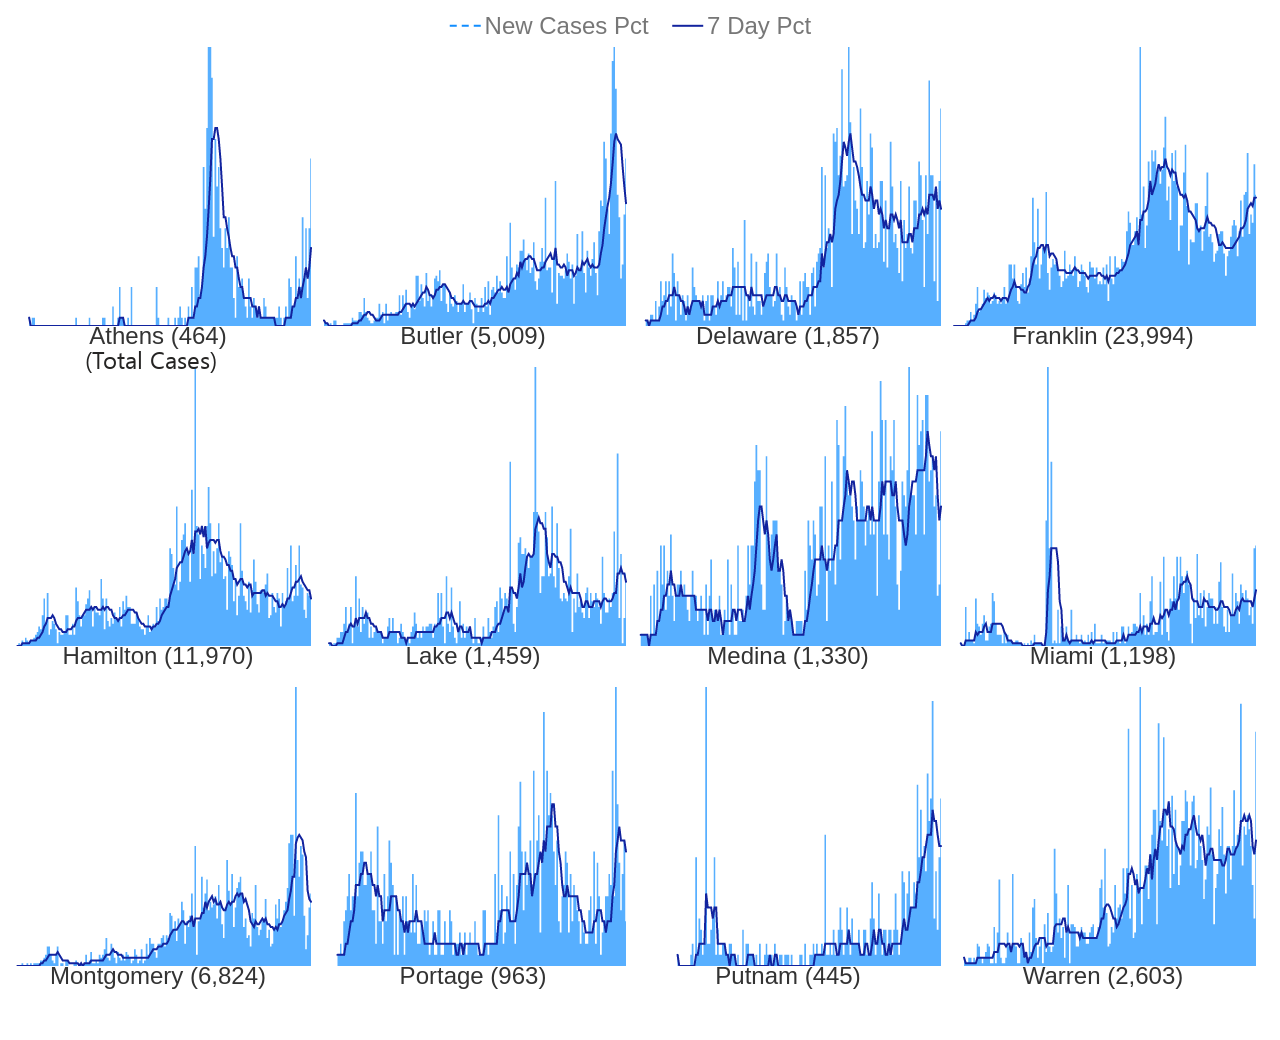 New Cases Pct 7 Day Pct
Athens (464) Butler (5,009) Delaware (1,857) Franklin (23,994)
(Total Cases)
Hamilton (11,970) Lake (1,459) Medina (1,330) Miami (1,198)
Montgomery (6,824) Portage (963) Putnam (445) Warren (2,603)